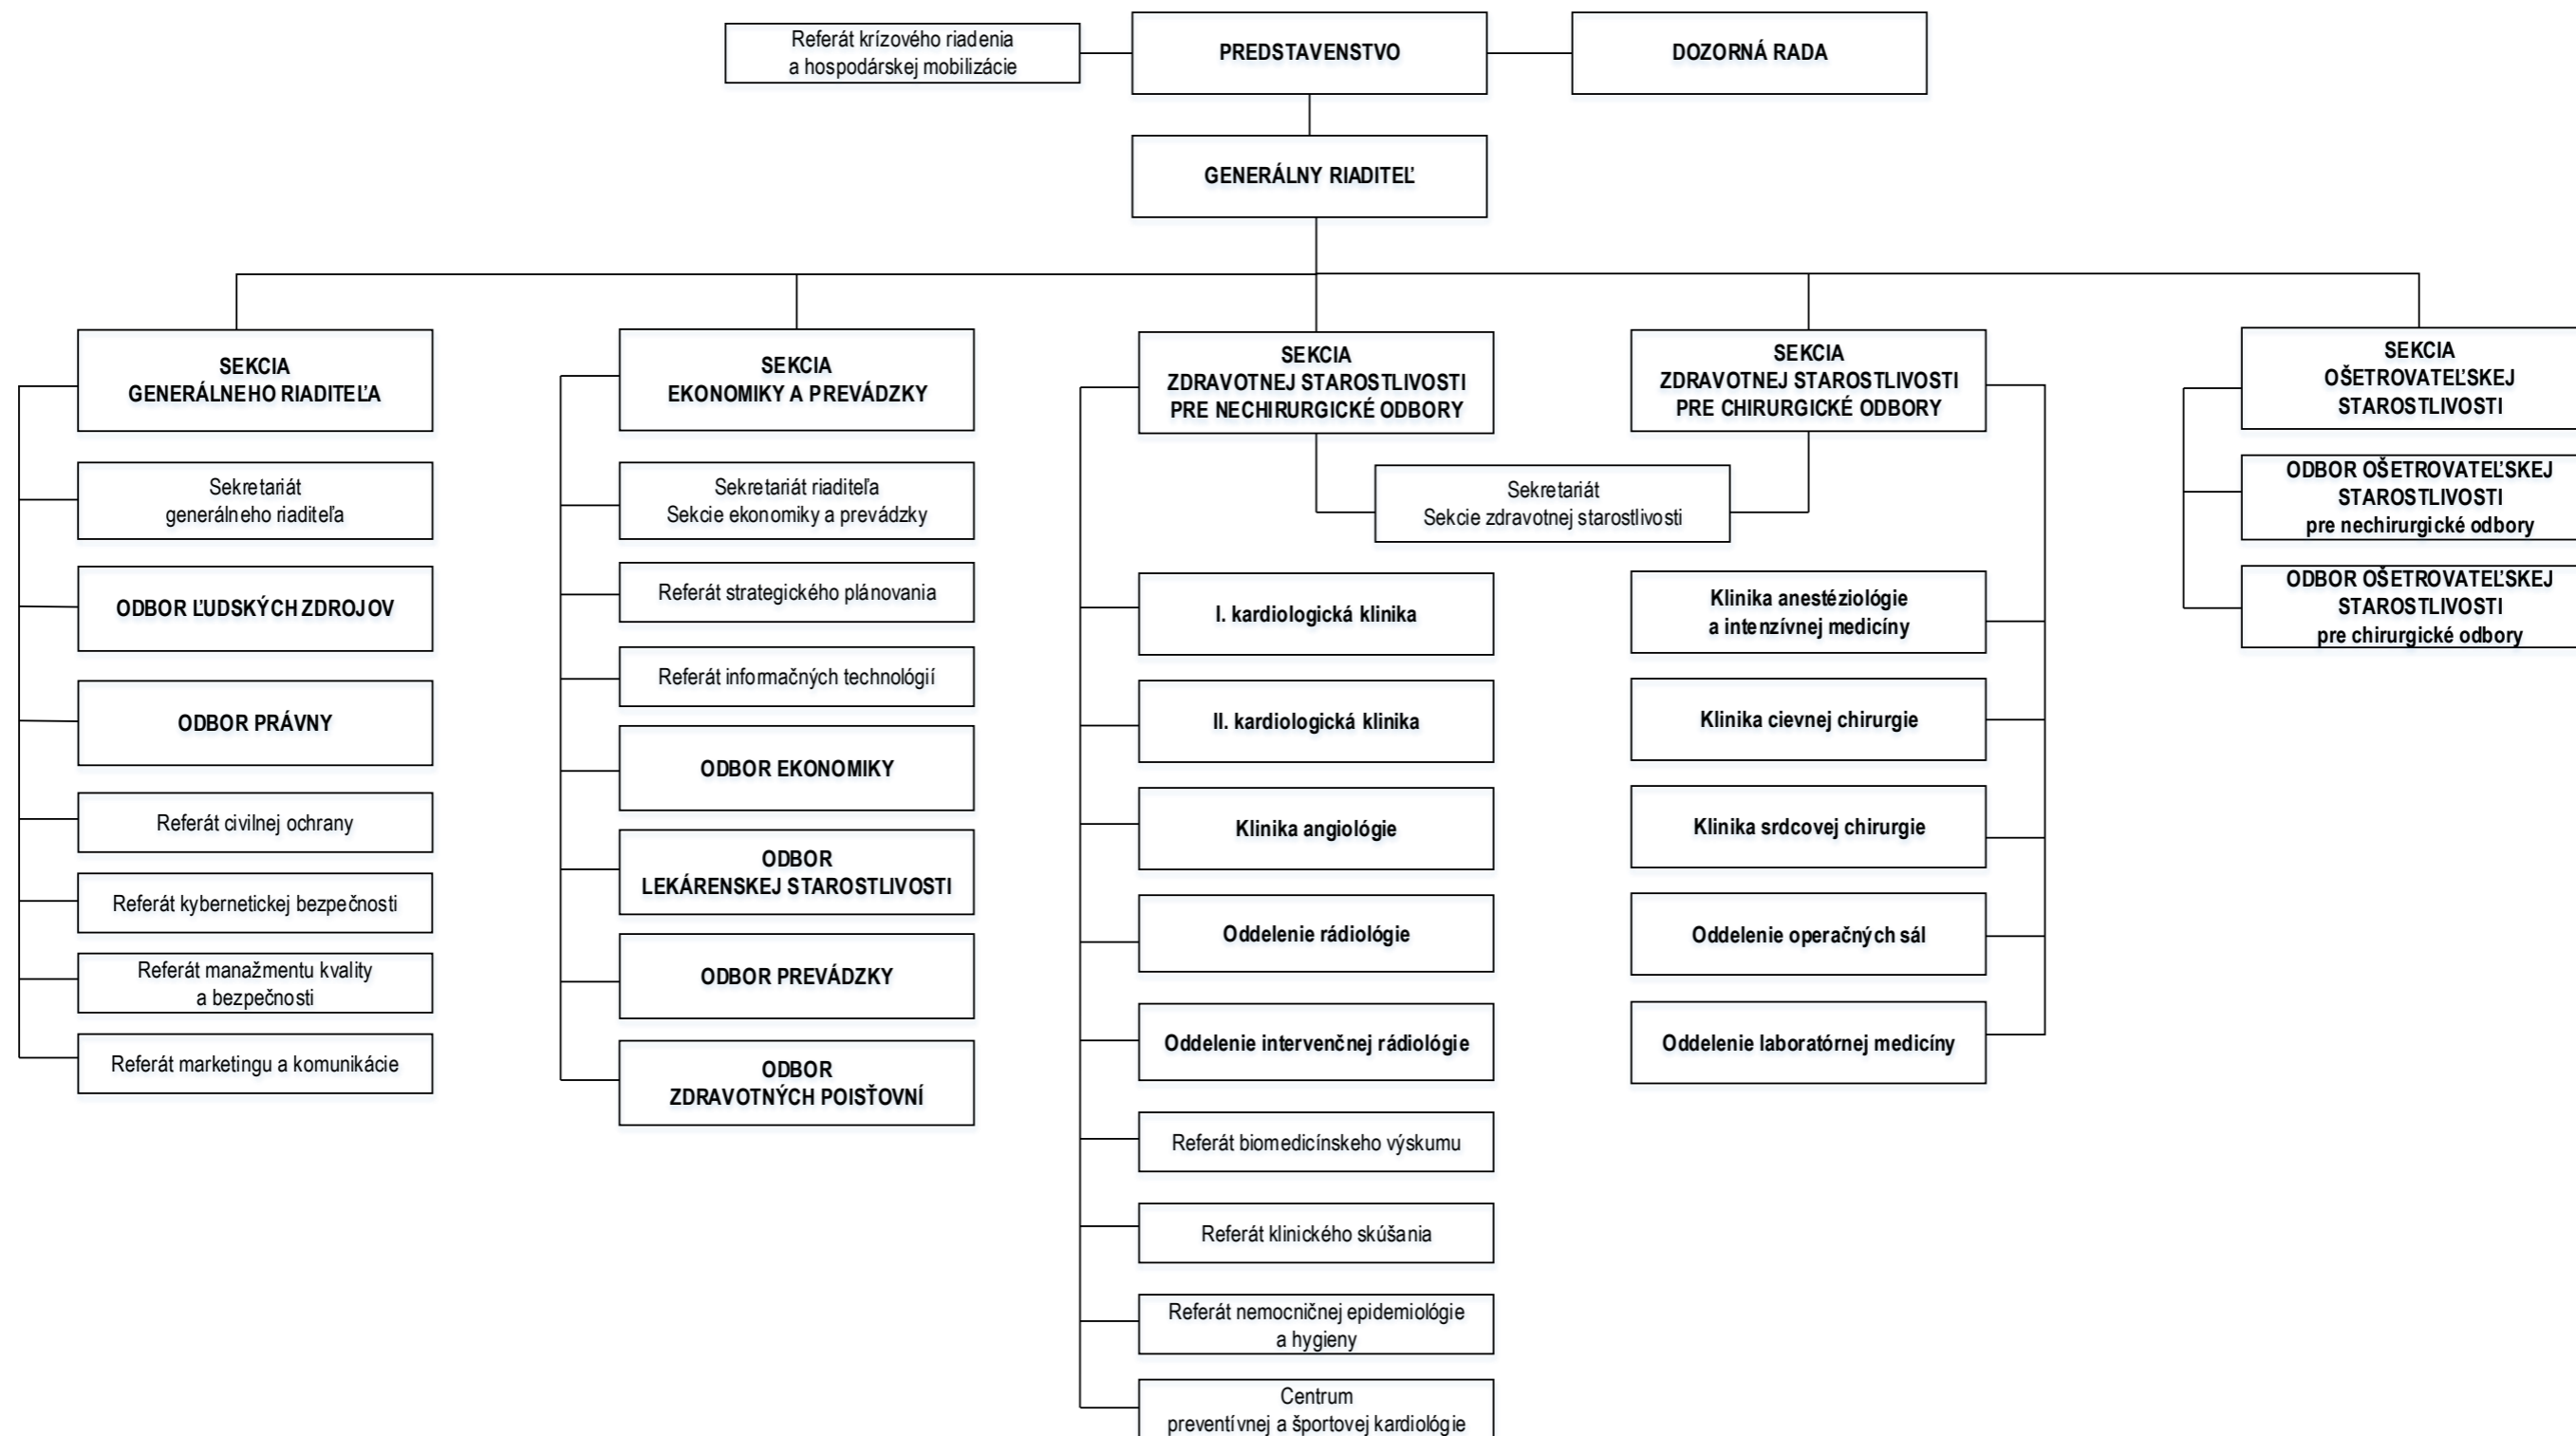 Referát krízového riadenia
a hospodárskej mobilizácie
PREDSTAVENSTVO
DOZORNÁ RADA
GENERÁLNY RIADITEĽ
SEKCIA
GENERÁLNEHO RIADITEĽA
Sekretariát
generálneho riaditeľa
ODBOR ĽUDSKÝCH ZDROJOV
ODBOR PRÁVNY
Referát civilnej ochrany
Referát kybernetickej bezpečnosti
Referát manažmentu kvality
a bezpečnosti
Referát marketingu a komunikácie
SEKCIA
EKONOMIKY A PREVÁDZKY
Sekretariát riaditeľa
Sekcie ekonomiky a prevádzky
Referát strategického plánovania
Referát informačných technológií
ODBOR EKONOMIKY
ODBOR
LEKÁRENSKEJ STAROSTLIVOSTI
ODBOR PREVÁDZKY
ODBOR
ZDRAVOTNÝCH POISŤOVNÍ
SEKCIA
ZDRAVOTNEJ STAROSTLIVOSTI
PRE NECHIRURGICKÉ ODBORY
Sekretariát
Sekcie zdravotnej starostlivosti
I. kardiologická klinika
II. kardiologická klinika
Klinika angiológie
Oddelenie rádiológie
Oddelenie intervenčnej rádiológie
Referát biomedicínskeho výskumu
Referát klinického skúšania
Referát nemocničnej epidemiológie
a hygieny
Centrum
preventívnej a športovej kardiológie
SEKCIA
ZDRAVOTNEJ STAROSTLIVOSTI
PRE CHIRURGICKÉ ODBORY
Klinika anestéziológie
a intenzívnej medicíny
Klinika cievnej chirurgie
Klinika srdcovej chirurgie
Oddelenie operačných sál
Oddelenie laboratórnej medicíny
SEKCIA
OŠETROVATEĽSKEJ
STAROSTLIVOSTI
ODBOR OŠETROVATEĽSKEJ
STAROSTLIVOSTI
pre nechirurgické odbory
ODBOR OŠETROVATEĽSKEJ
STAROSTLIVOSTI
pre chirurgické odbory